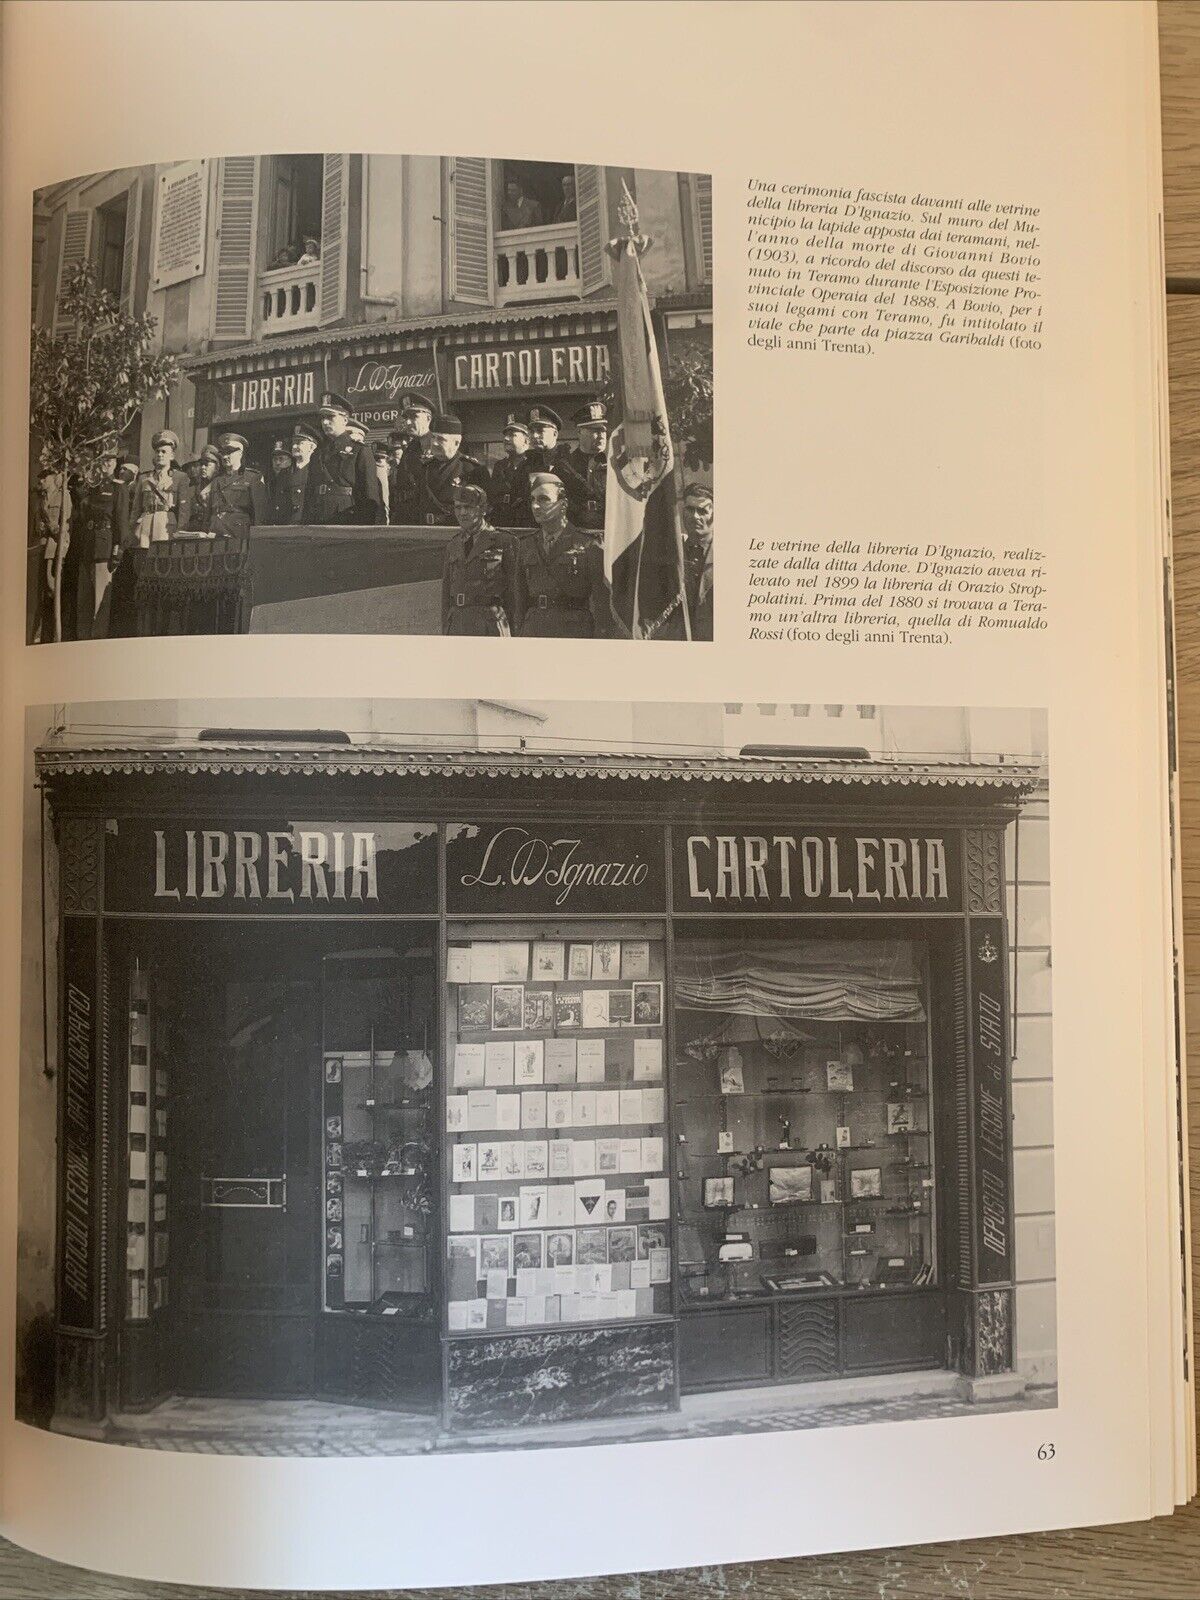 Una cerimonia fascista davanti alle vetrine
della libreria D'Ignazio. Sul muro del Mu-
nicipio la lapide apposta dai teramani, nel-
l'anno della morte di Giovanni Bovio
(1903), a ricordo del discorso da questi te-
nuto in Teramo durante l'Esposizione Pro-
vinciale Operaia del 1888. A Bovio, per i
suoi legami con Teramo, fu intitolato il
viale che parte da piazza Garibaldi (foto
degli anni Trenta).
LIBRERIA
L. D'Ignazio
CARTOLERIA
TIPOGR
Le vetrine della libreria D'Ignazio, realiz-
zate dalla ditta Adone. D'Ignazio aveva ri-
levato nel 1899 la libreria di Orazio Strop-
polatini. Prima del 1880 si trovava a Tera-
mo un'altra libreria, quella di Romualdo
Rossi (foto degli anni Trenta).
LIBRERIA
L. D'Ignazio
CARTOLERIA
ARTICOLI TECNICI e DATTILOGRAFICI
DEPOSITO LEGGINE di STATO
63